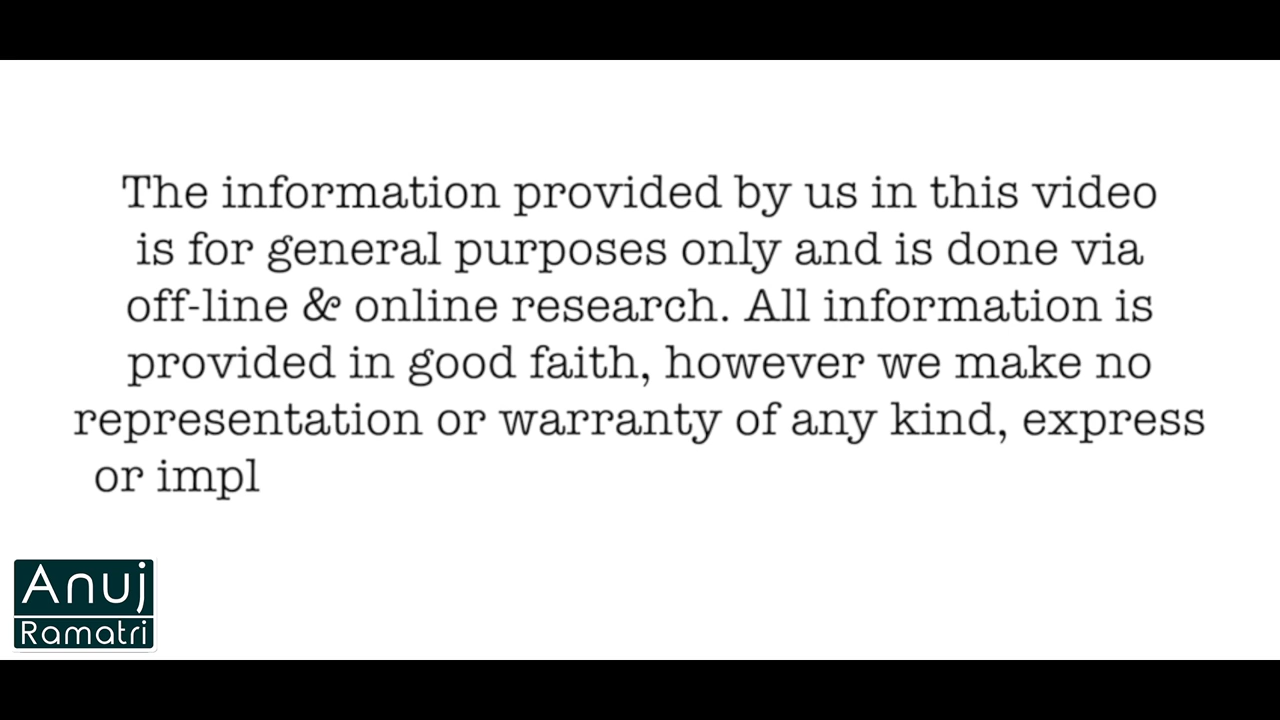 The information provided by us in this video
is for general purposes only and is done via
off-line & online research. All information is
provided in good faith, however we make no
representation or warranty of any kind, express
or impl
Anuj
Ramatri